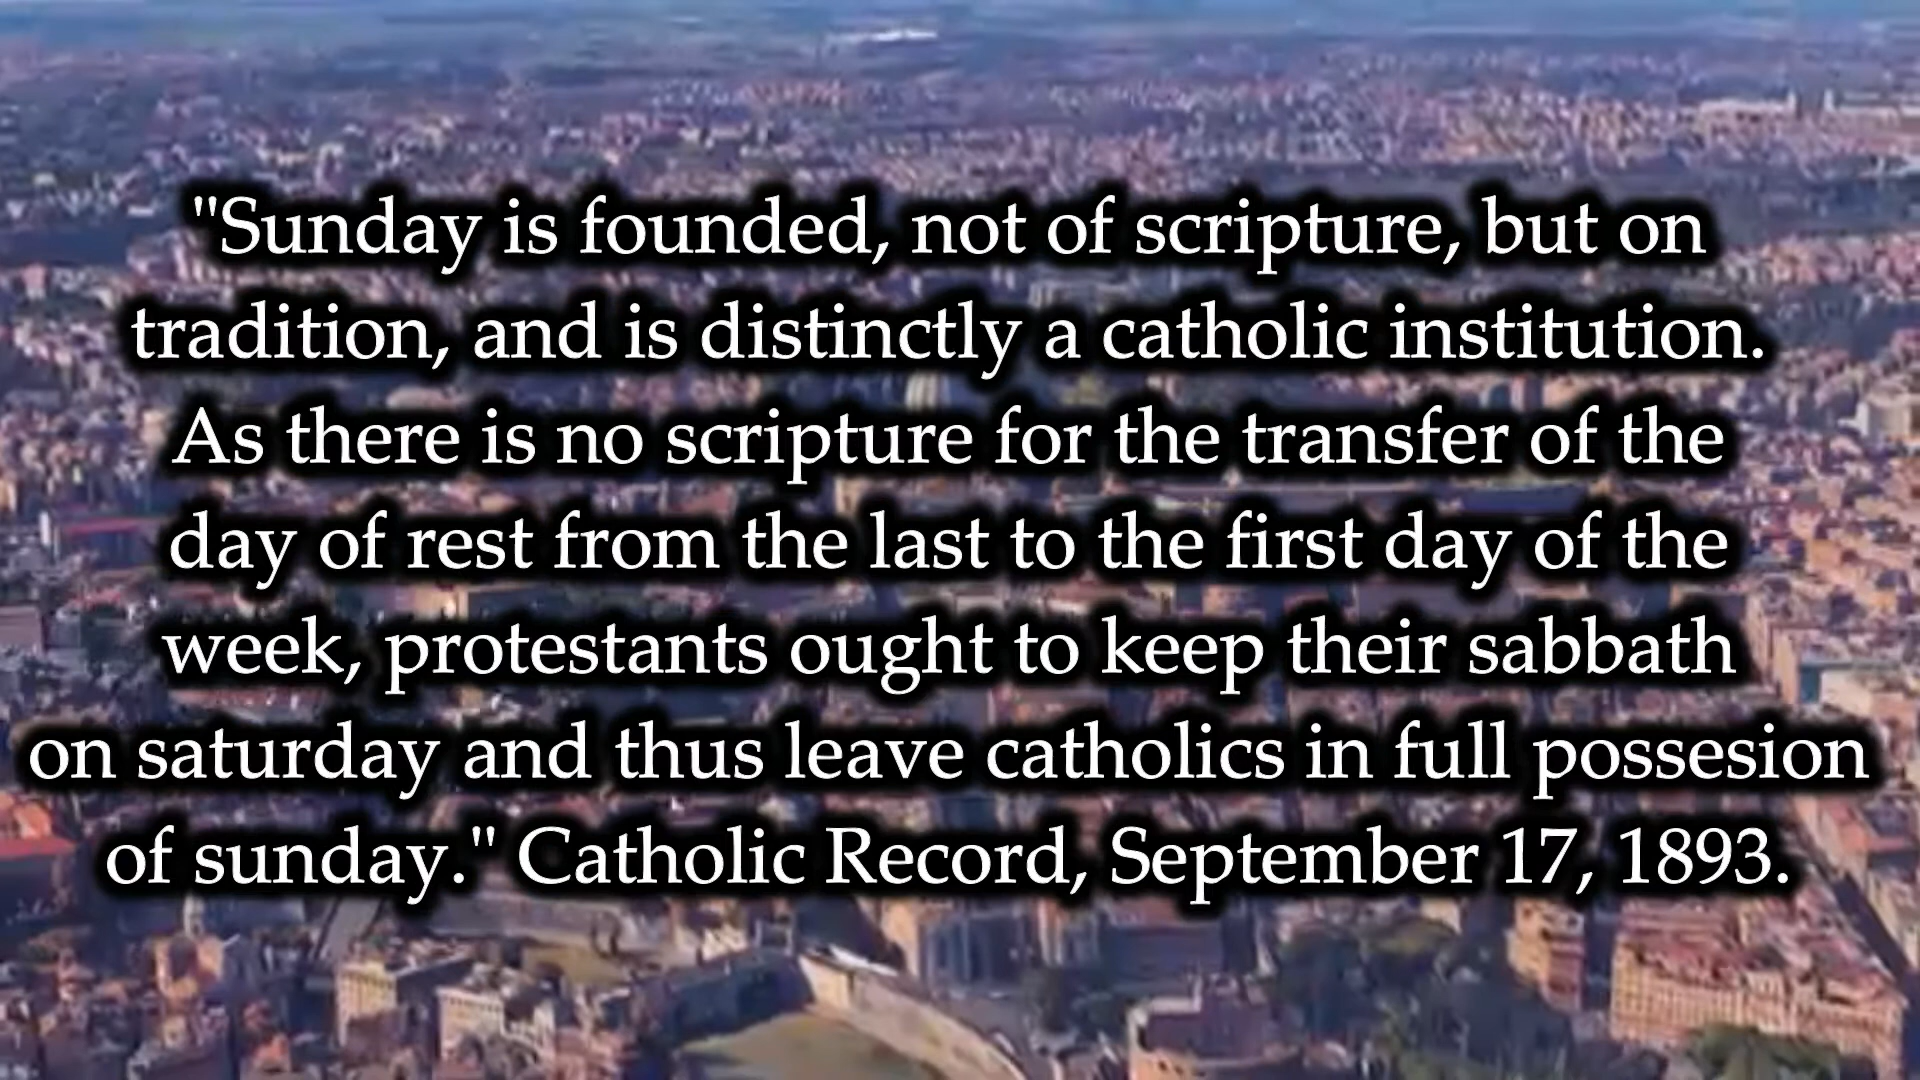 "Sunday is founded, not of scripture, but on
tradition, and is distinctly a catholic institution.
As there is no scripture for the transfer of the
day of rest from the last to the first day of the
week, protestants ought to keep their sabbath
on saturday and thus leave catholics in full possesion
of sunday." Catholic Record, September 17, 1893.